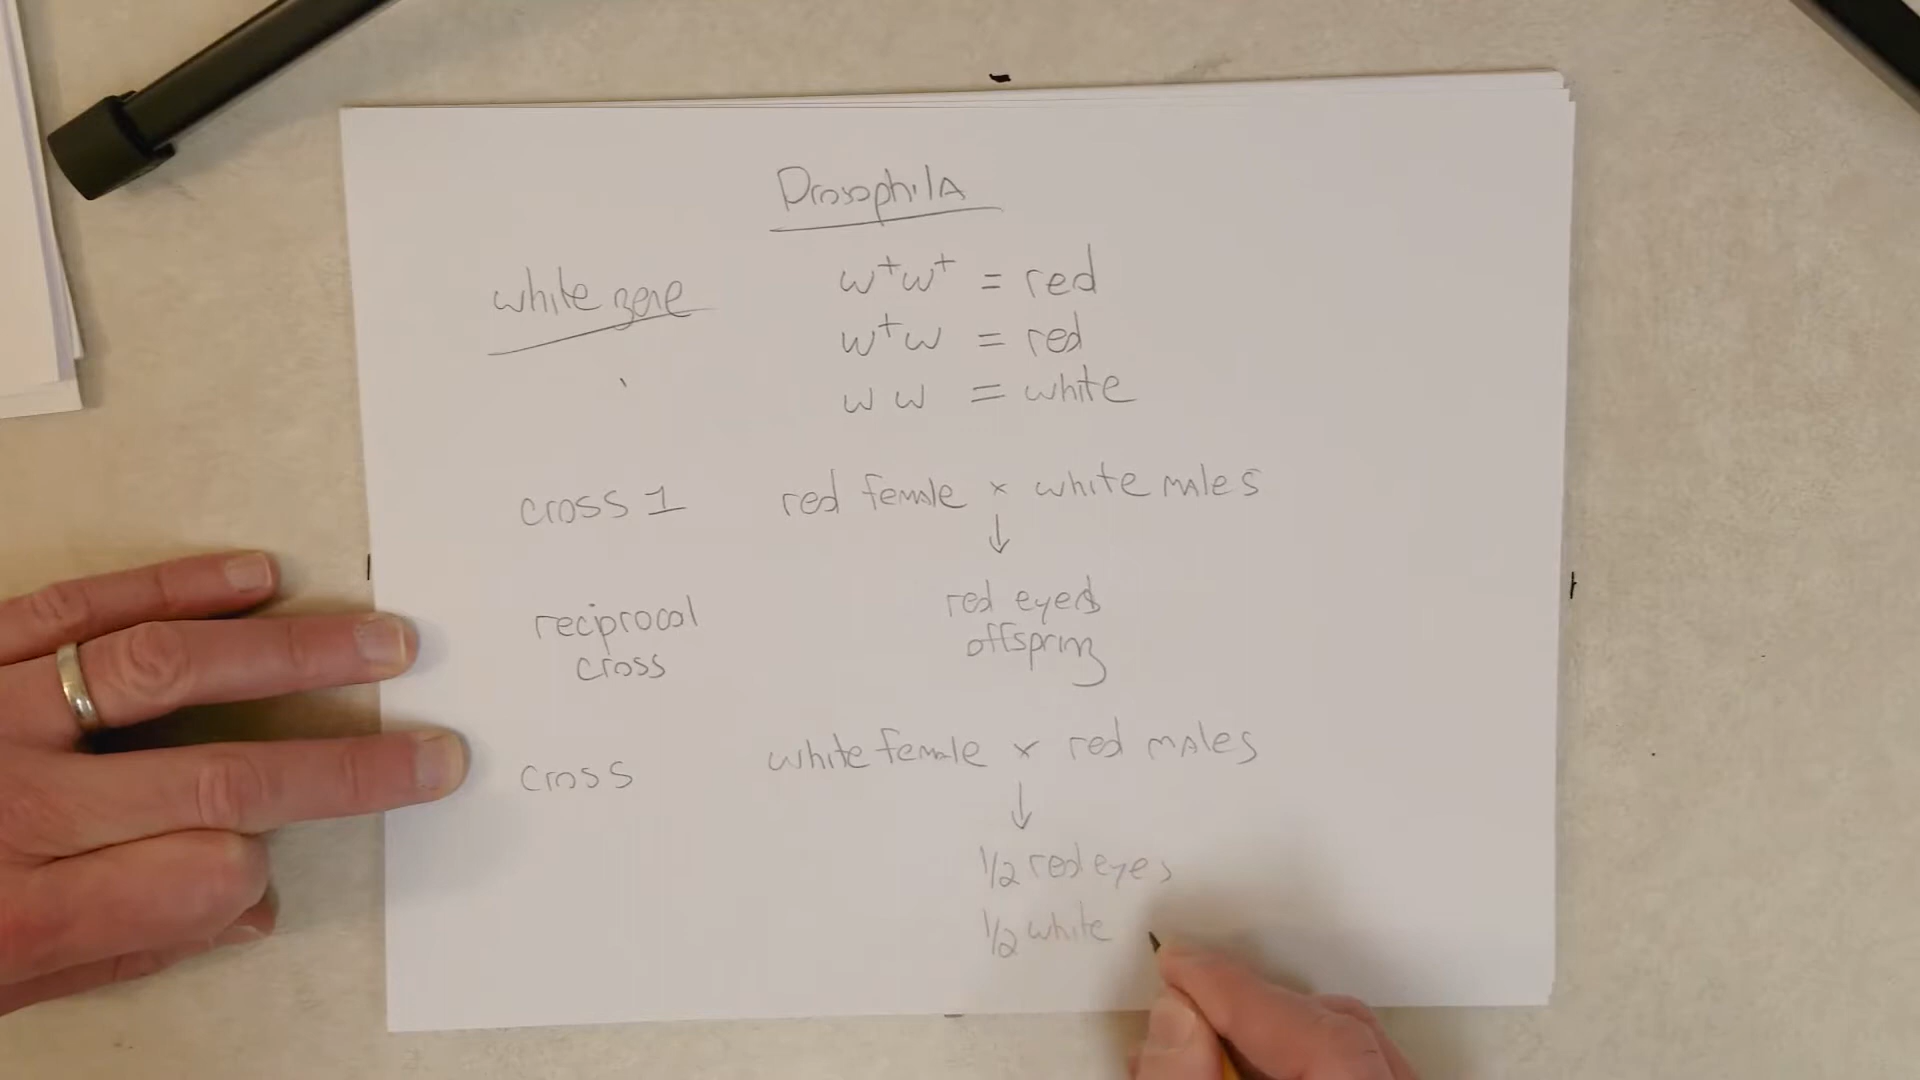 DrosophilA
white gene
w⁺w⁺ = red
w⁺w = red
w w = white
cross 1
red female × white males
↓
red eyed
offspring
reciprocal
cross
cross
white female × red males
↓
1/2 red eyes
1/2 white